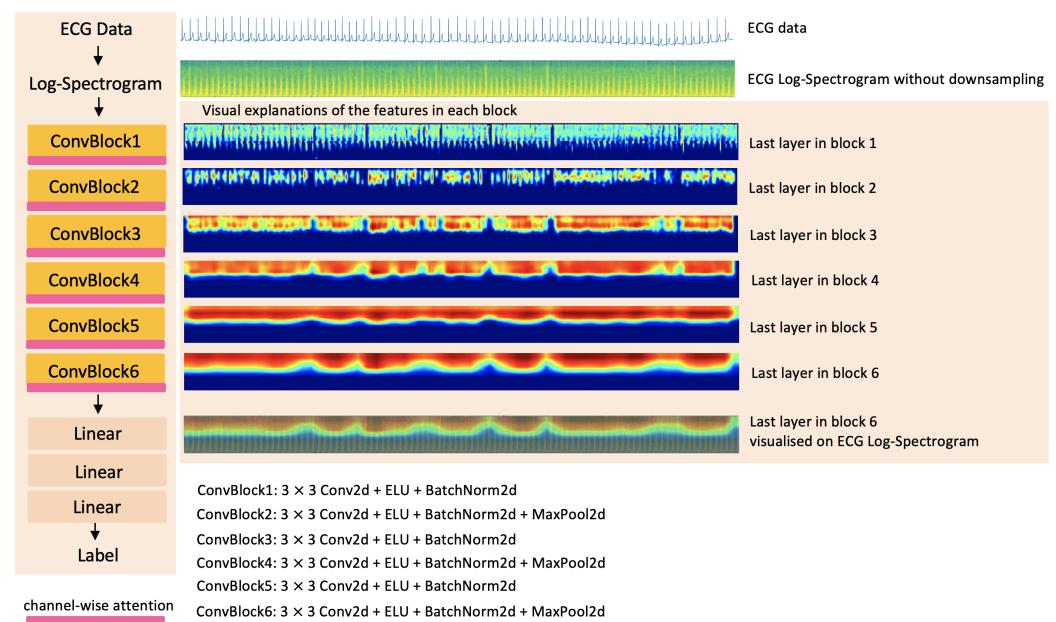 ECG Data
ECG data
Log-Spectrogram
ECG Log-Spectrogram without downsampling
Visual explanations of the features in each block
ConvBlock1
Last layer in block 1
ConvBlock2
Last layer in block 2
ConvBlock3
Last layer in block 3
ConvBlock4
Last layer in block 4
ConvBlock5
Last layer in block 5
ConvBlock6
Last layer in block 6
Linear
Last layer in block 6
visualised on ECG Log-Spectrogram
Linear
Linear
Label
channel-wise attention
ConvBlock1: 3 × 3 Conv2d + ELU + BatchNorm2d
ConvBlock2: 3 × 3 Conv2d + ELU + BatchNorm2d + MaxPool2d
ConvBlock3: 3 × 3 Conv2d + ELU + BatchNorm2d
ConvBlock4: 3 × 3 Conv2d + ELU + BatchNorm2d + MaxPool2d
ConvBlock5: 3 × 3 Conv2d + ELU + BatchNorm2d
ConvBlock6: 3 × 3 Conv2d + ELU + BatchNorm2d + MaxPool2d